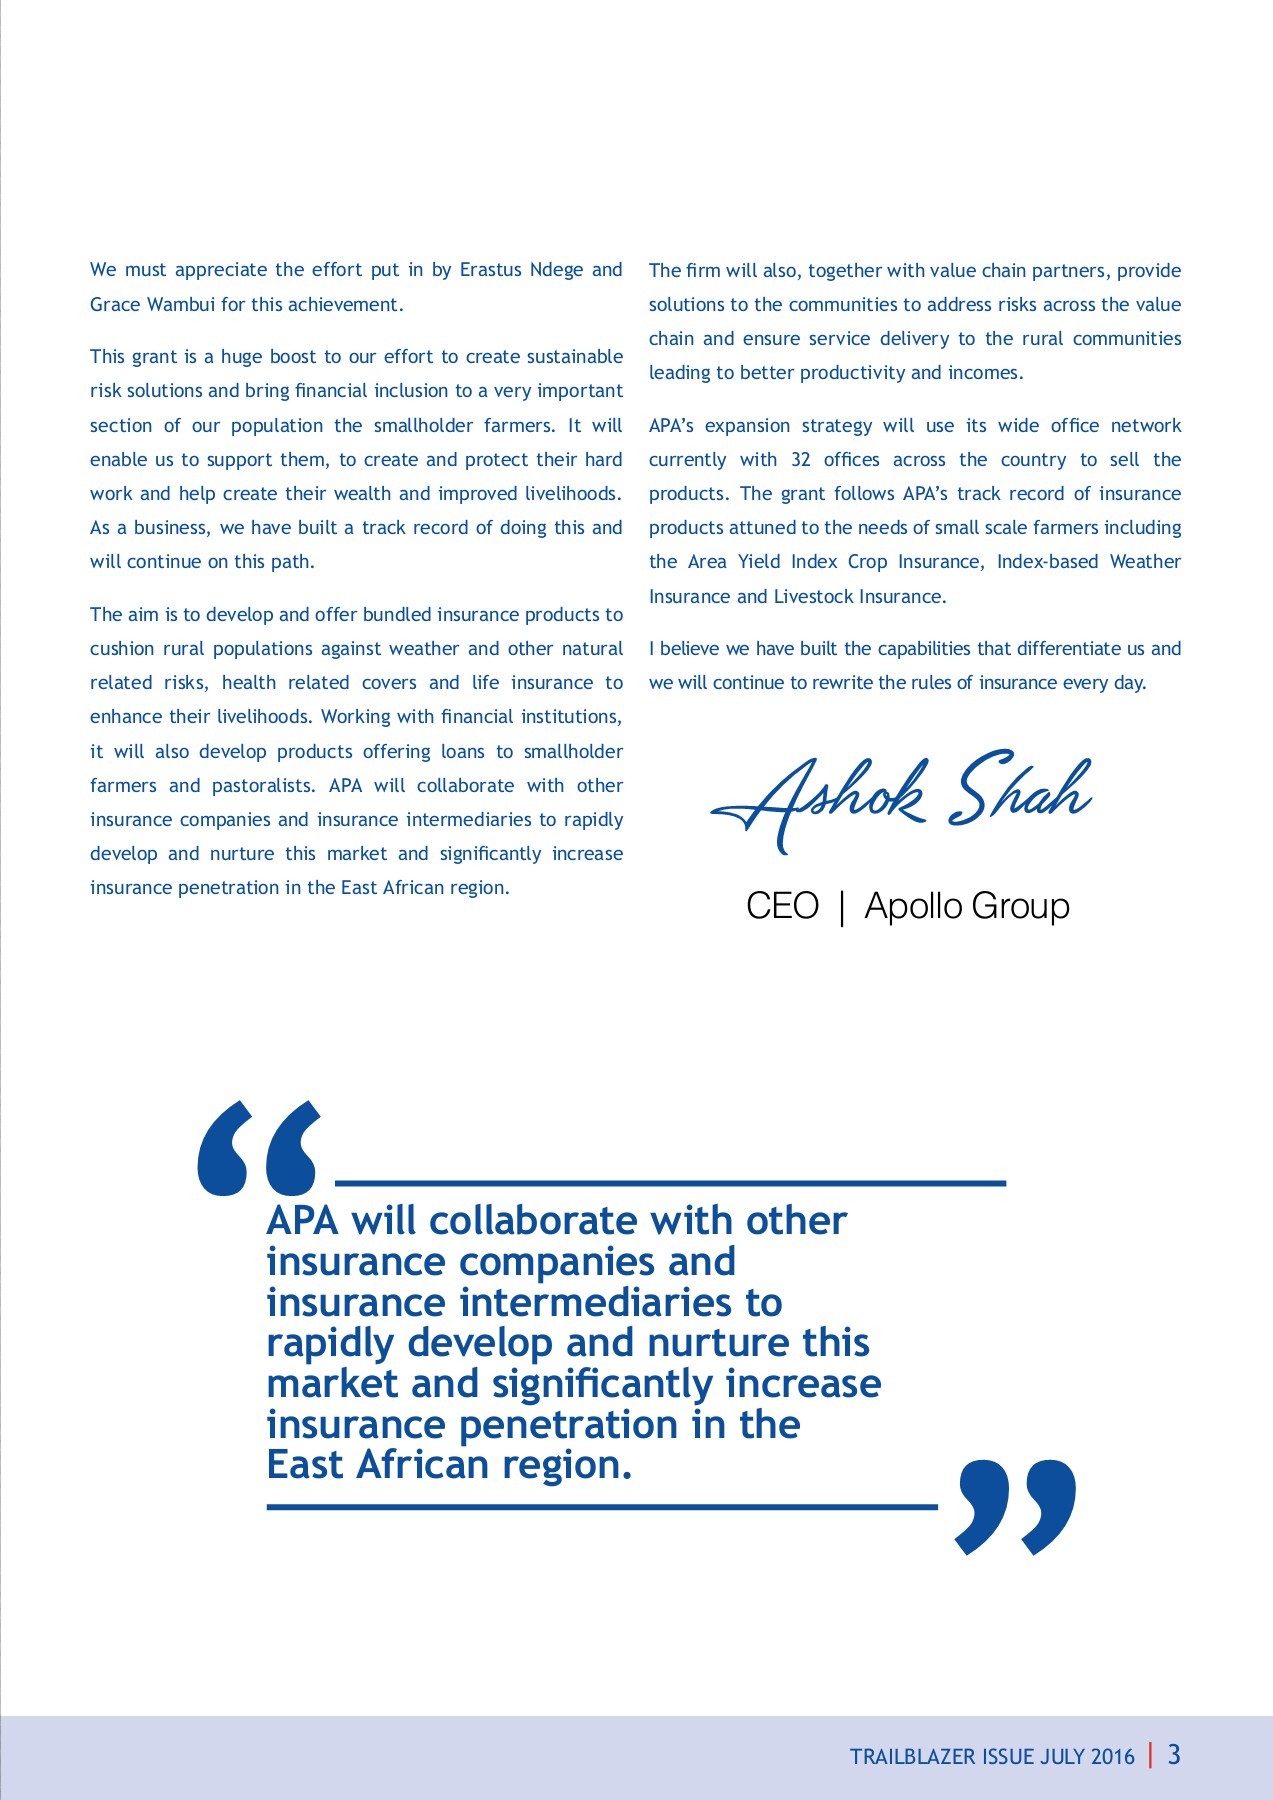 We must appreciate the effort put in by Erastus Ndege and
Grace Wambui for this achievement.
This grant is a huge boost to our effort to create sustainable
risk solutions and bring financial inclusion to a very important
section of our population the smallholder farmers. It will
enable us to support them, to create and protect their hard
work and help create their wealth and improved livelihoods.
As a business, we have built a track record of doing this and
will continue on this path.
The aim is to develop and offer bundled insurance products to
cushion rural populations against weather and other natural
related risks, health related covers and life insurance to
enhance their livelihoods. Working with financial institutions,
it will also develop products offering loans to smallholder
farmers and pastoralists. APA will collaborate with other
insurance companies and insurance intermediaries to rapidly
develop and nurture this market and significantly increase
insurance penetration in the East African region.
The firm will also, together with value chain partners, provide
solutions to the communities to address risks across the value
chain and ensure service delivery to the rural communities
leading to better productivity and incomes.
APA’s expansion strategy will use its wide office network
currently with 32 offices across the country to sell the
products. The grant follows APA’s track record of insurance
products attuned to the needs of small scale farmers including
the Area Yield Index Crop Insurance, Index-based Weather
Insurance and Livestock Insurance.
I believe we have built the capabilities that differentiate us and
we will continue to rewrite the rules of insurance every day.
Ashok Shah
CEO | Apollo Group
“
APA will collaborate with other
insurance companies and
insurance intermediaries to
rapidly develop and nurture this
market and significantly increase
insurance penetration in the
East African region.
”
TRAILBLAZER ISSUE JULY 2016 | 3